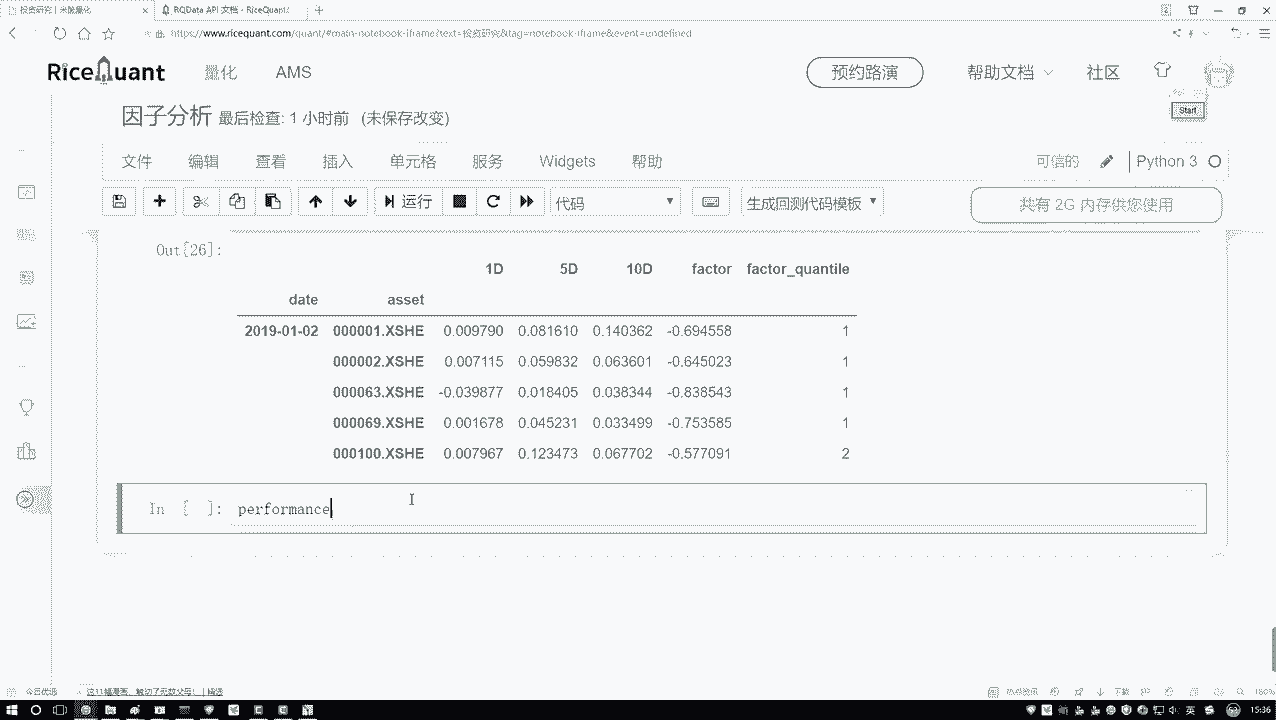 投资研究 | 米筐量化
RQData API 文档 - RiceQuant
https://www.ricequant.com/quant/#main-notebook-iframe?text=投资研究&tag=notebook-iframe&event=undefined
RiceQuant 量化 AMS 预约路演 帮助文档 社区
Start
因子分析 最后检查: 1 小时前 (未保存改变)
文件 编辑 查看 插入 单元格 服务 Widgets 帮助 可信的 Python 3
运行 代码 生成回测代码模板 共有 2G 内存供您使用
Out[26]:
1D 5D 10D factor factor_quantile
date asset
2019-01-02 000001.XSHE 0.009790 0.081610 0.140362 -0.694558 1
000002.XSHE 0.007115 0.059832 0.063601 -0.645023 1
000063.XSHE -0.039877 0.018405 0.038344 -0.838543 1
000069.XSHE 0.001678 0.045231 0.033499 -0.753585 1
000100.XSHE 0.007967 0.123473 0.067702 -0.577091 2
In [ ]: performance
今日优选
下载 160%
英 15:36